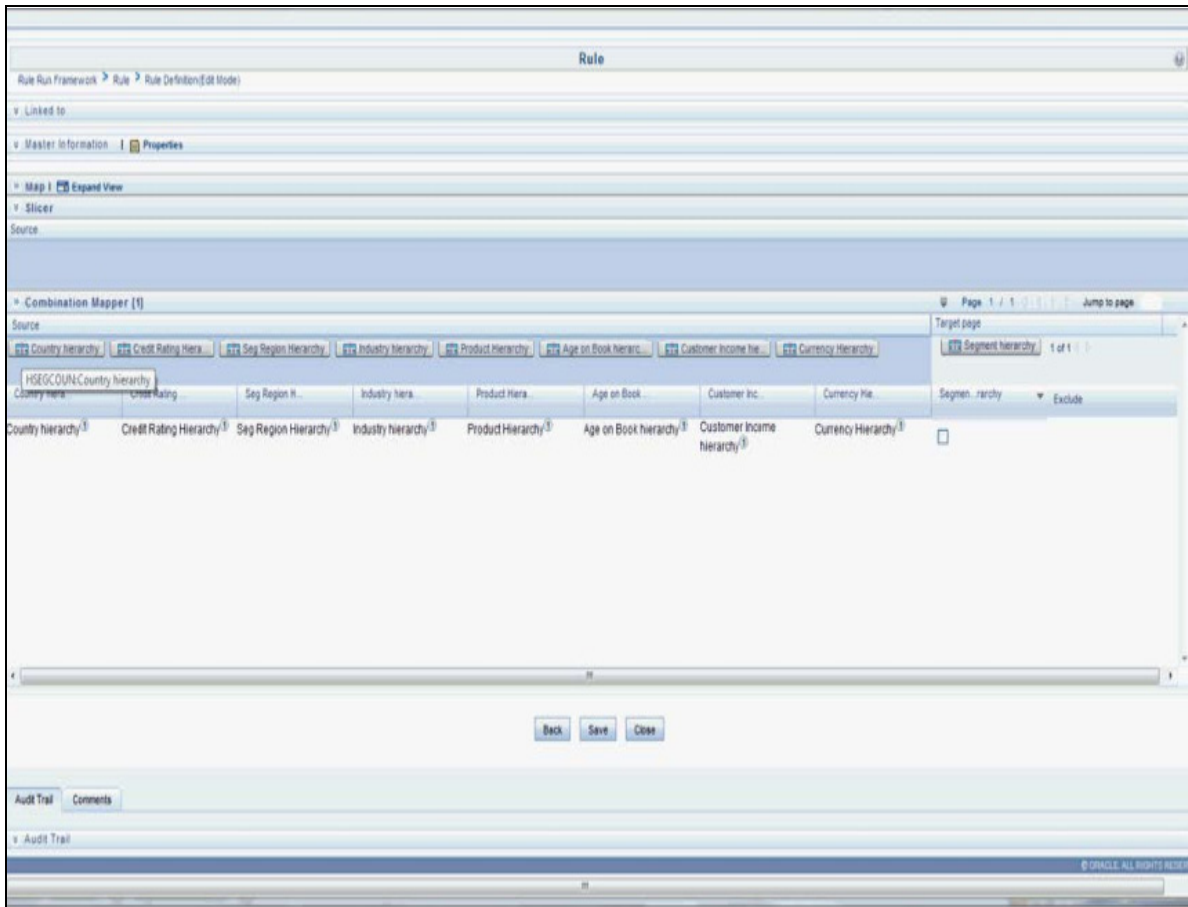 Rule
Rule Run Framework > Rule > Rule Definition(Edit Mode)
Linked to
Master Information | Properties
Map | Expand View
Slicer
Source
Combination Mapper [1]
Page 1 / 1
Jump to page
Source
Target page
Country hierarchy
Credit Rating Hiera...
Seg Region Hierarchy
Industry hierarchy
Product Hierarchy
Age on Book hierarc...
Customer Income hie...
Currency Hierarchy
Segment hierarchy
1 of 1
HSEGCOUN:Country hierarchy
Seg Region H...
Industry hiera...
Product Hiera...
Age on Book ...
Customer Inc...
Currency Hie...
Segmen...rarchy
Exclude
Country hierarchy
Credit Rating Hierarchy
Seg Region Hierarchy
Industry hierarchy
Product Hierarchy
Age on Book hierarchy
Customer Income
hierarchy
Currency Hierarchy
Back
Save
Close
Audit Trail
Comments
Audit Trail
© ORACLE. ALL RIGHTS RESER